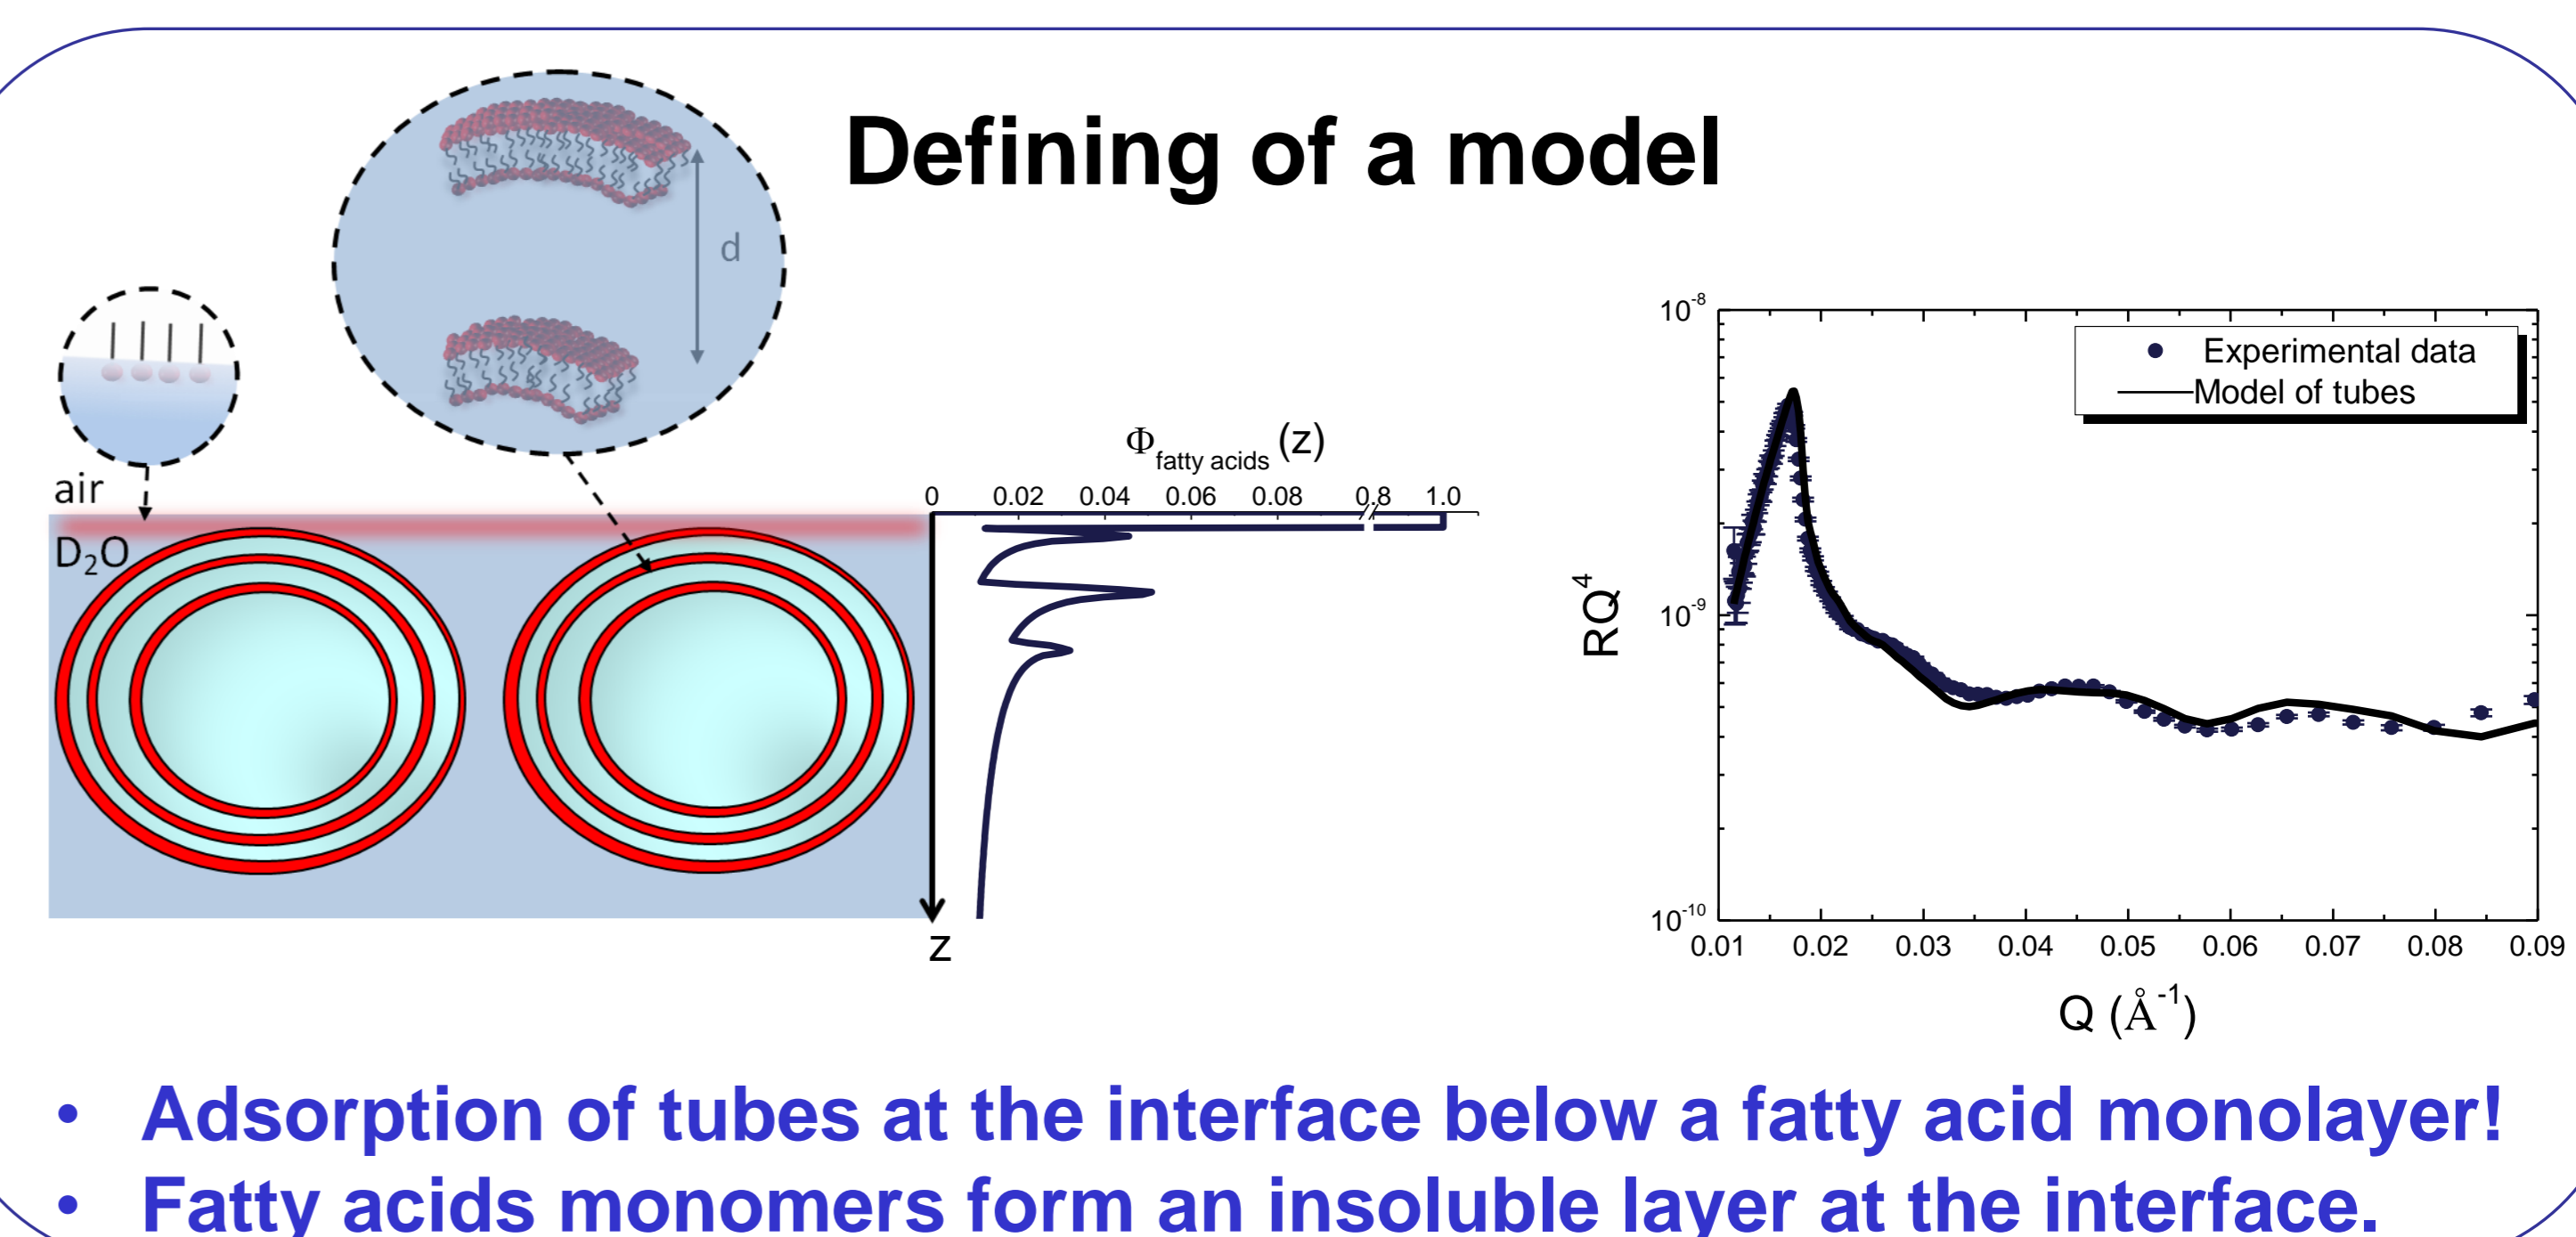 Defining of a model
d
air
D₂O
Φfatty acids (z)
0 0.02 0.04 0.06 0.08 0.8 1.0
z
10⁻⁸
10⁻⁹
10⁻¹⁰
RQ⁴
Experimental data
Model of tubes
0.01 0.02 0.03 0.04 0.05 0.06 0.07 0.08 0.09
Q (Å⁻¹)
• Adsorption of tubes at the interface below a fatty acid monolayer!
• Fatty acids monomers form an insoluble layer at the interface.